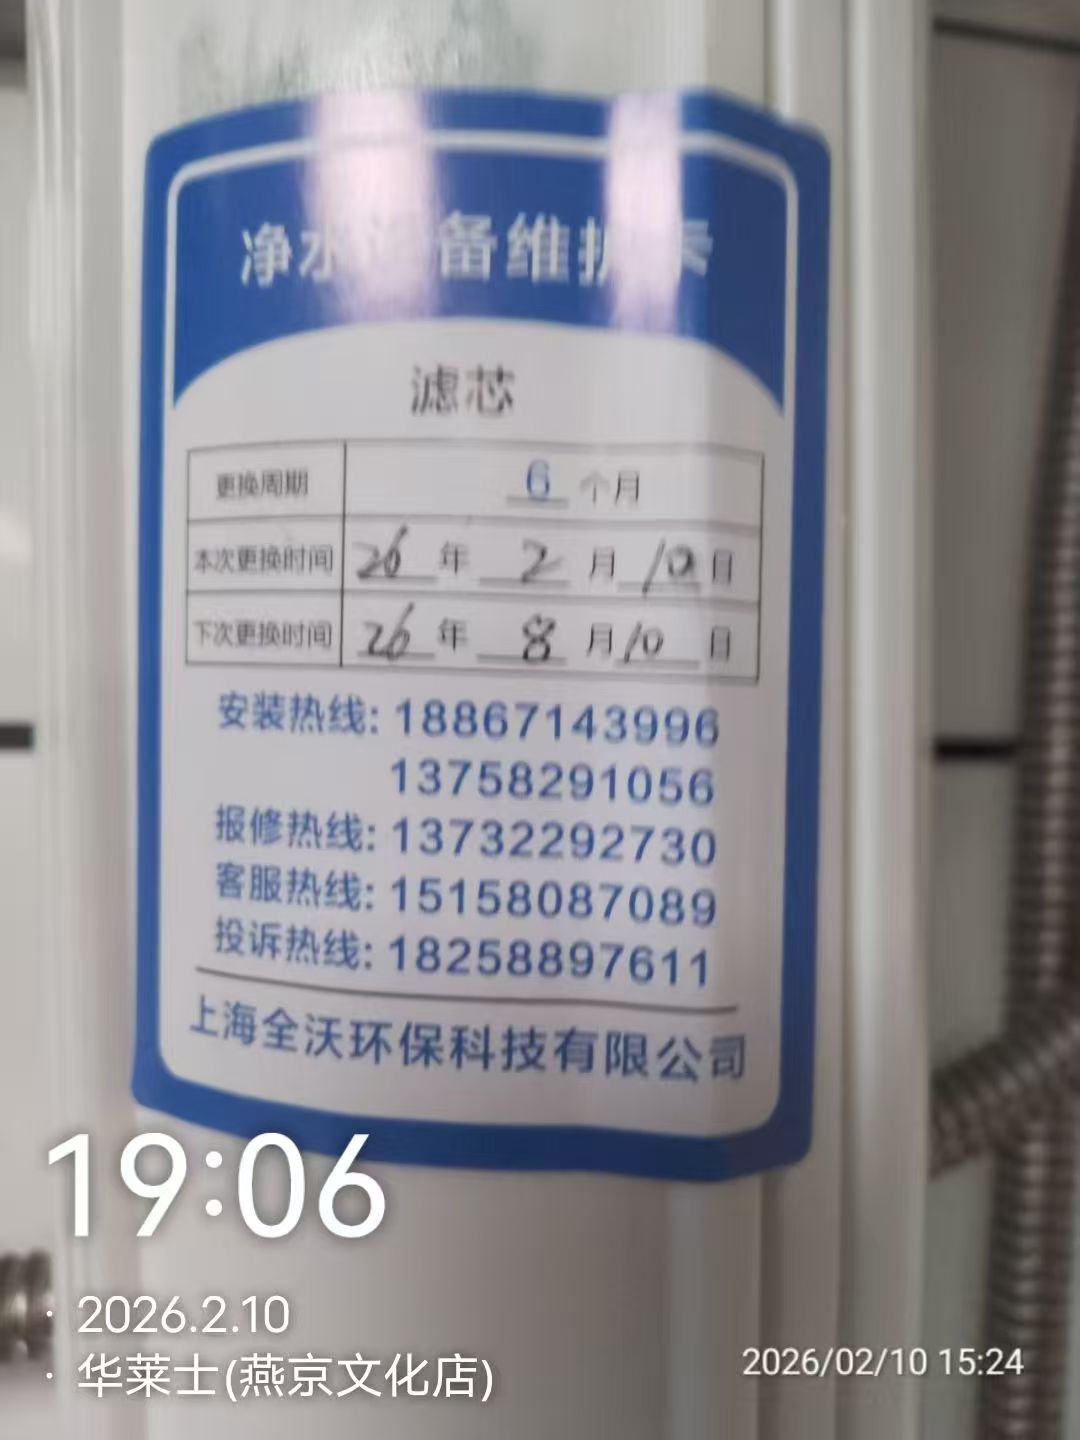 净水设备维护卡
滤芯
更换周期 6 个月
本次更换时间 26 年 2 月 10 日
下次更换时间 26 年 8 月 10 日
安装热线: 18867143996
13758291056
报修热线: 13732292730
客服热线: 15158087089
投诉热线: 18258897611
上海全沃环保科技有限公司
19:06
· 2026.2.10
· 华莱士(燕京文化店)
2026/02/10 15:24